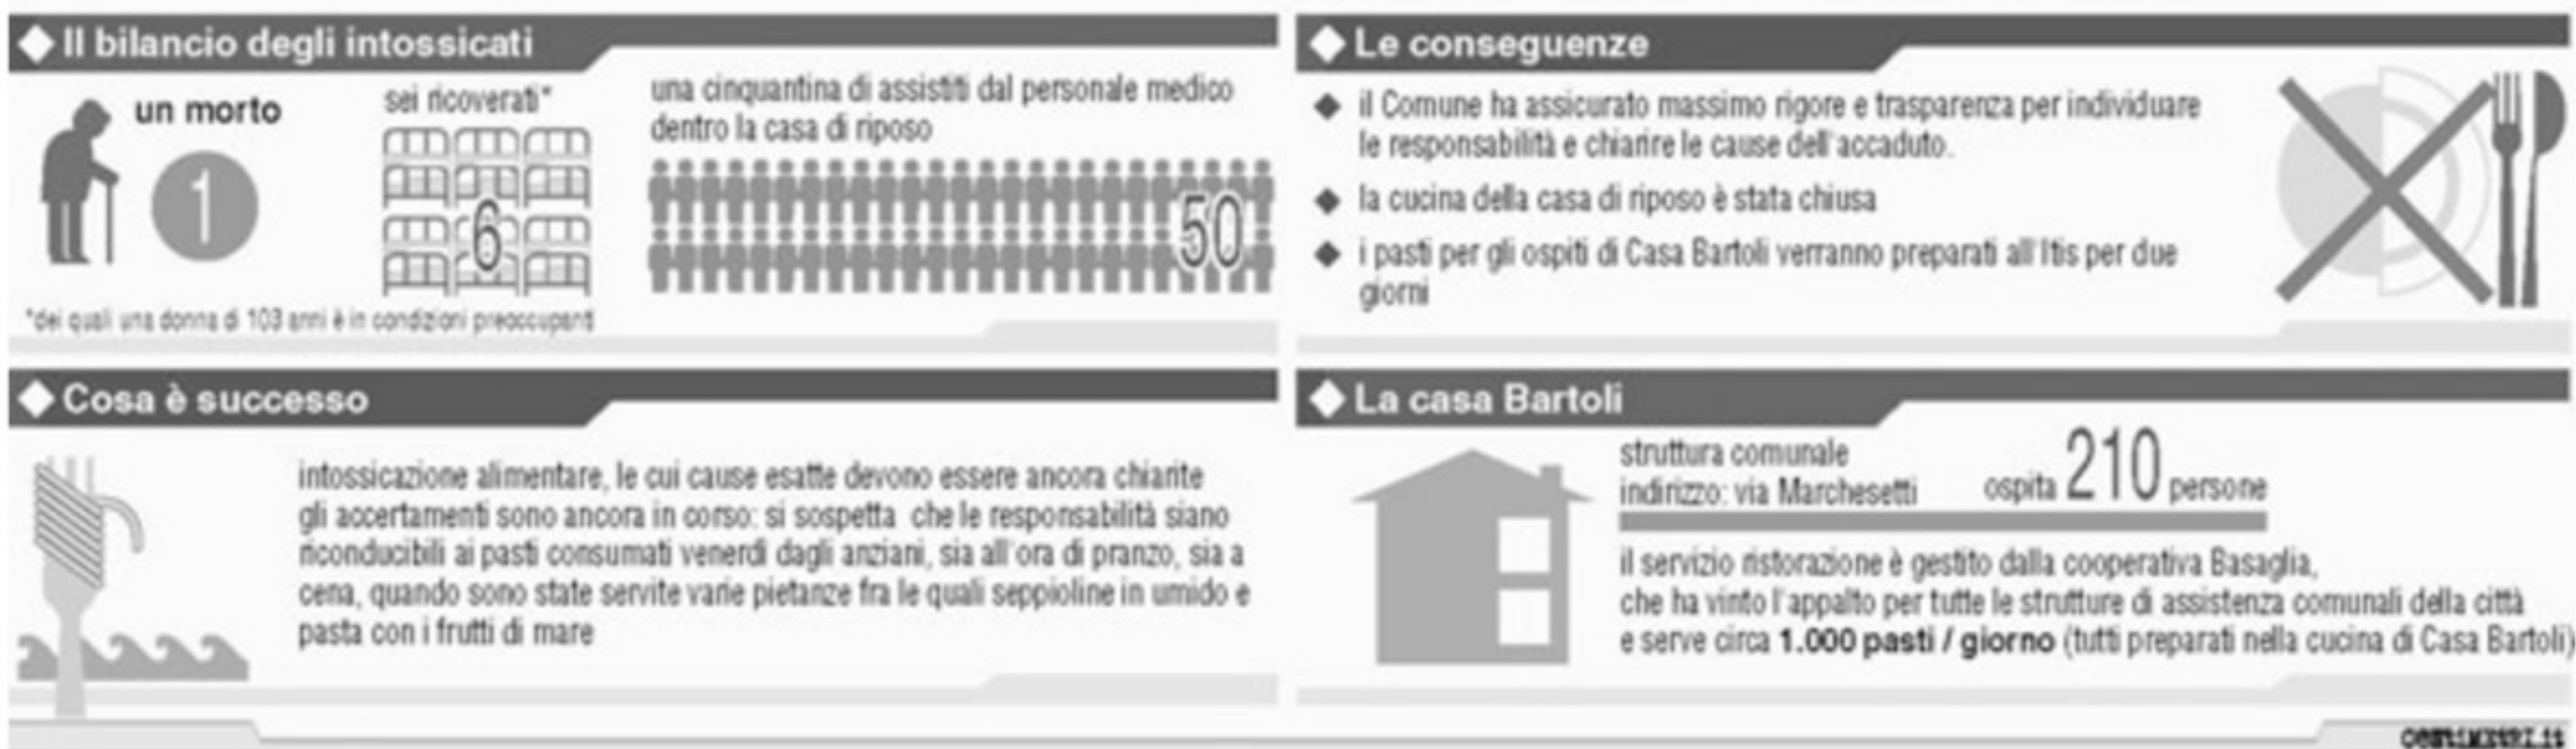 Il bilancio degli intossicati
un morto
1
sei ricoverati*
6
una cinquantina di assistiti dal personale medico
dentro la casa di riposo
50
*dei quali una donna di 103 anni è in condizioni preoccupanti
Le conseguenze
il Comune ha assicurato massimo rigore e trasparenza per individuare
le responsabilità e chiarire le cause dell'accaduto.
la cucina della casa di riposo è stata chiusa
i pasti per gli ospiti di Casa Bartoli verranno preparati all'Itis per due
giorni
Cosa è successo
intossicazione alimentare, le cui cause esatte devono essere ancora chiarite
gli accertamenti sono ancora in corso: si sospetta che le responsabilità siano
riconducibili ai pasti consumati venerdì dagli anziani, sia all'ora di pranzo, sia a
cena, quando sono state servite varie pietanze fra le quali seppioline in umido e
pasta con i frutti di mare
La casa Bartoli
struttura comunale
indirizzo: via Marchesetti
ospita 210 persone
il servizio ristorazione è gestito dalla cooperativa Basaglia,
che ha vinto l'appalto per tutte le strutture di assistenza comunali della città
e serve circa 1.000 pasti / giorno (tutti preparati nella cucina di Casa Bartoli)
CENTIMETRI.it